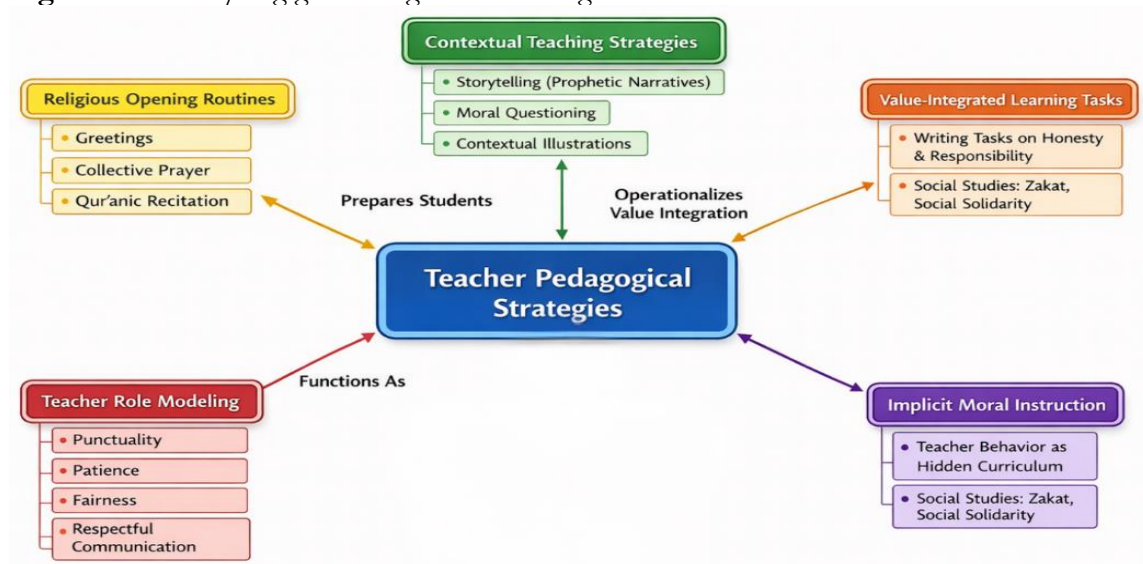 Contextual Teaching Strategies
• Storytelling (Prophetic Narratives)
• Moral Questioning
• Contextual Illustrations
Religious Opening Routines
• Greetings
• Collective Prayer
• Qur'anic Recitation
Value-Integrated Learning Tasks
• Writing Tasks on Honesty
& Responsibility
• Social Studies: Zakat,
Social Solidarity
Prepares Students
Operationalizes
Value Integration
Teacher Pedagogical
Strategies
Functions As
Teacher Role Modeling
• Punctuality
• Patience
• Fairness
• Respectful
Communication
Implicit Moral Instruction
• Teacher Behavior as
Hidden Curriculum
• Social Studies: Zakat,
Social Solidarity